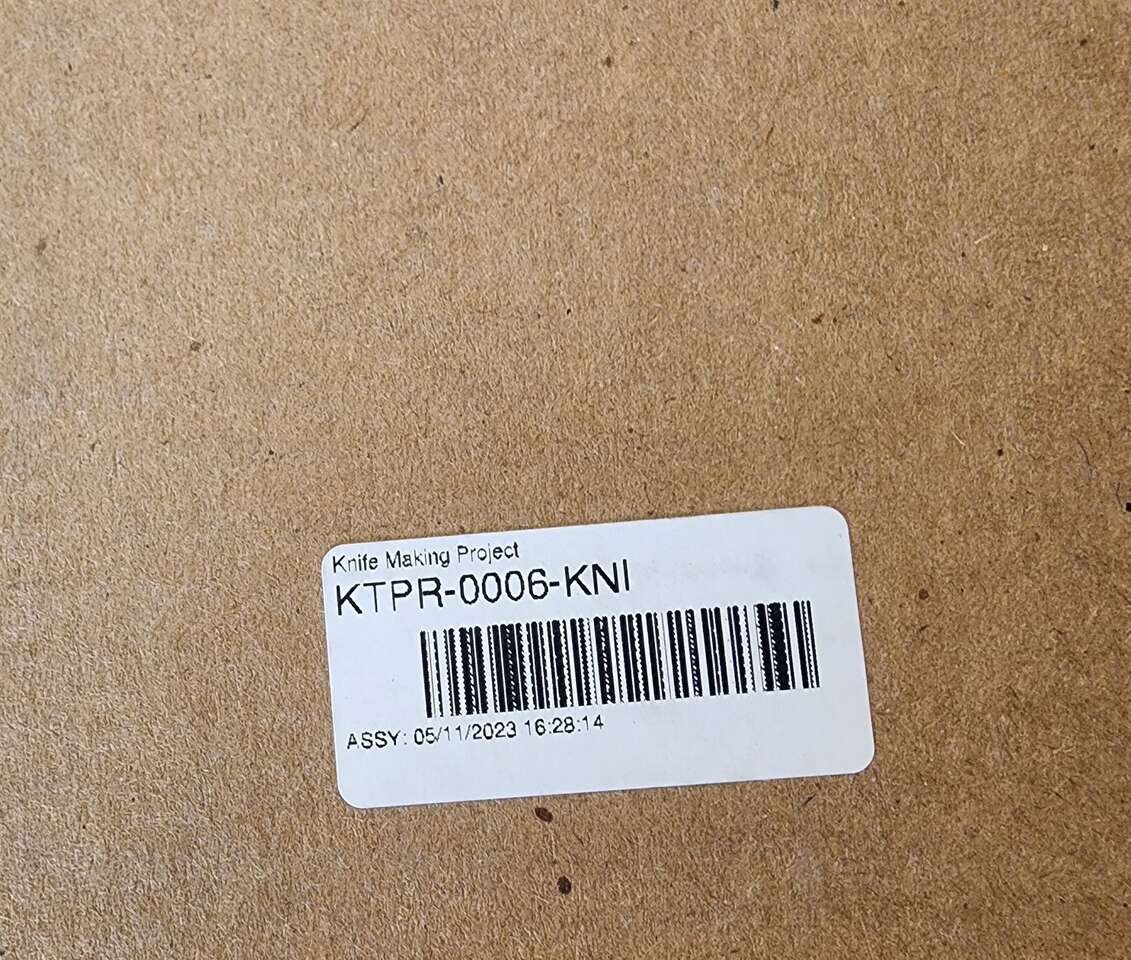 Knife Making Project
KTPR-0006-KNI
ASSY: 05/11/2023 16:28:14